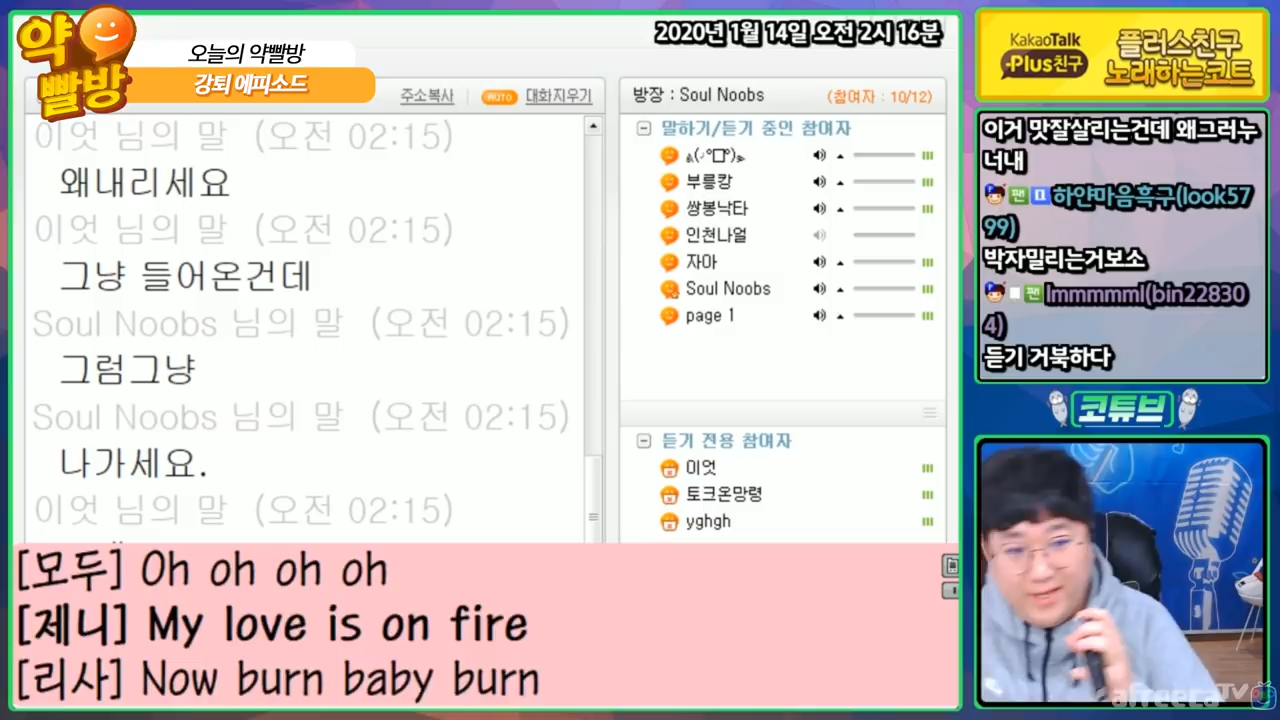 약빨방
오늘의 약빨방
강퇴 에피소드
2020년 1월 14일 오전 2시 16분
주소복사
AUTO 대화지우기
이엇 님의 말 (오전 02:15)
왜내리세요
이엇 님의 말 (오전 02:15)
그냥 들어온건데
Soul Noobs 님의 말 (오전 02:15)
그럼그냥
Soul Noobs 님의 말 (오전 02:15)
나가세요.
이엇 님의 말 (오전 02:15)
방장 : Soul Noobs
(참여자 : 10/12)
말하기/듣기 중인 참여자
부릉캉
쌍봉낙타
인천나얼
자아
Soul Noobs
page 1
듣기 전용 참여자
이엇
토크온망령
yghgh
[모두] Oh oh oh oh
[제니] My love is on fire
[리사] Now burn baby burn
KakaoTalk
Plus친구
플러스친구
노래하는코트
이거 맛잘살리는건데 왜그러누
너내
팬 하얀마음흑구(look57
99)
박자밀리는거보소
팬 lmmmmml(bin22830
4)
듣기 거북하다
코튜브
afreecaTV